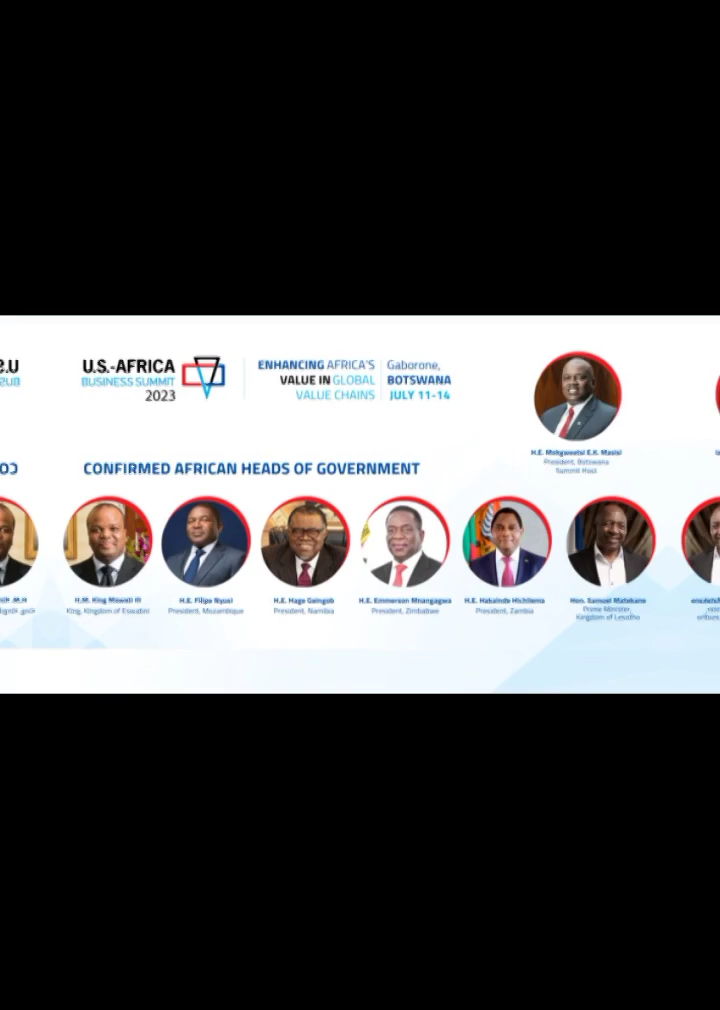 U.S.-AFRICA
BUSINESS SUMMIT
2023
ENHANCING AFRICA'S
VALUE IN GLOBAL
VALUE CHAINS
Gaborone,
BOTSWANA
JULY 11-14
H.E. Mokgweetsi E.K. Masisi
President, Botswana
Summit Host
CONFIRMED AFRICAN HEADS OF GOVERNMENT
H.M. King Mswati III
King, Kingdom of Eswatini
H.E. Filipe Nyusi
President, Mozambique
H.E. Hage Geingob
President, Namibia
H.E. Emmerson Mnangagwa
President, Zimbabwe
H.E. Hakainde Hichilema
President, Zambia
Hon. Samuel Matekane
Prime Minister,
Kingdom of Lesotho